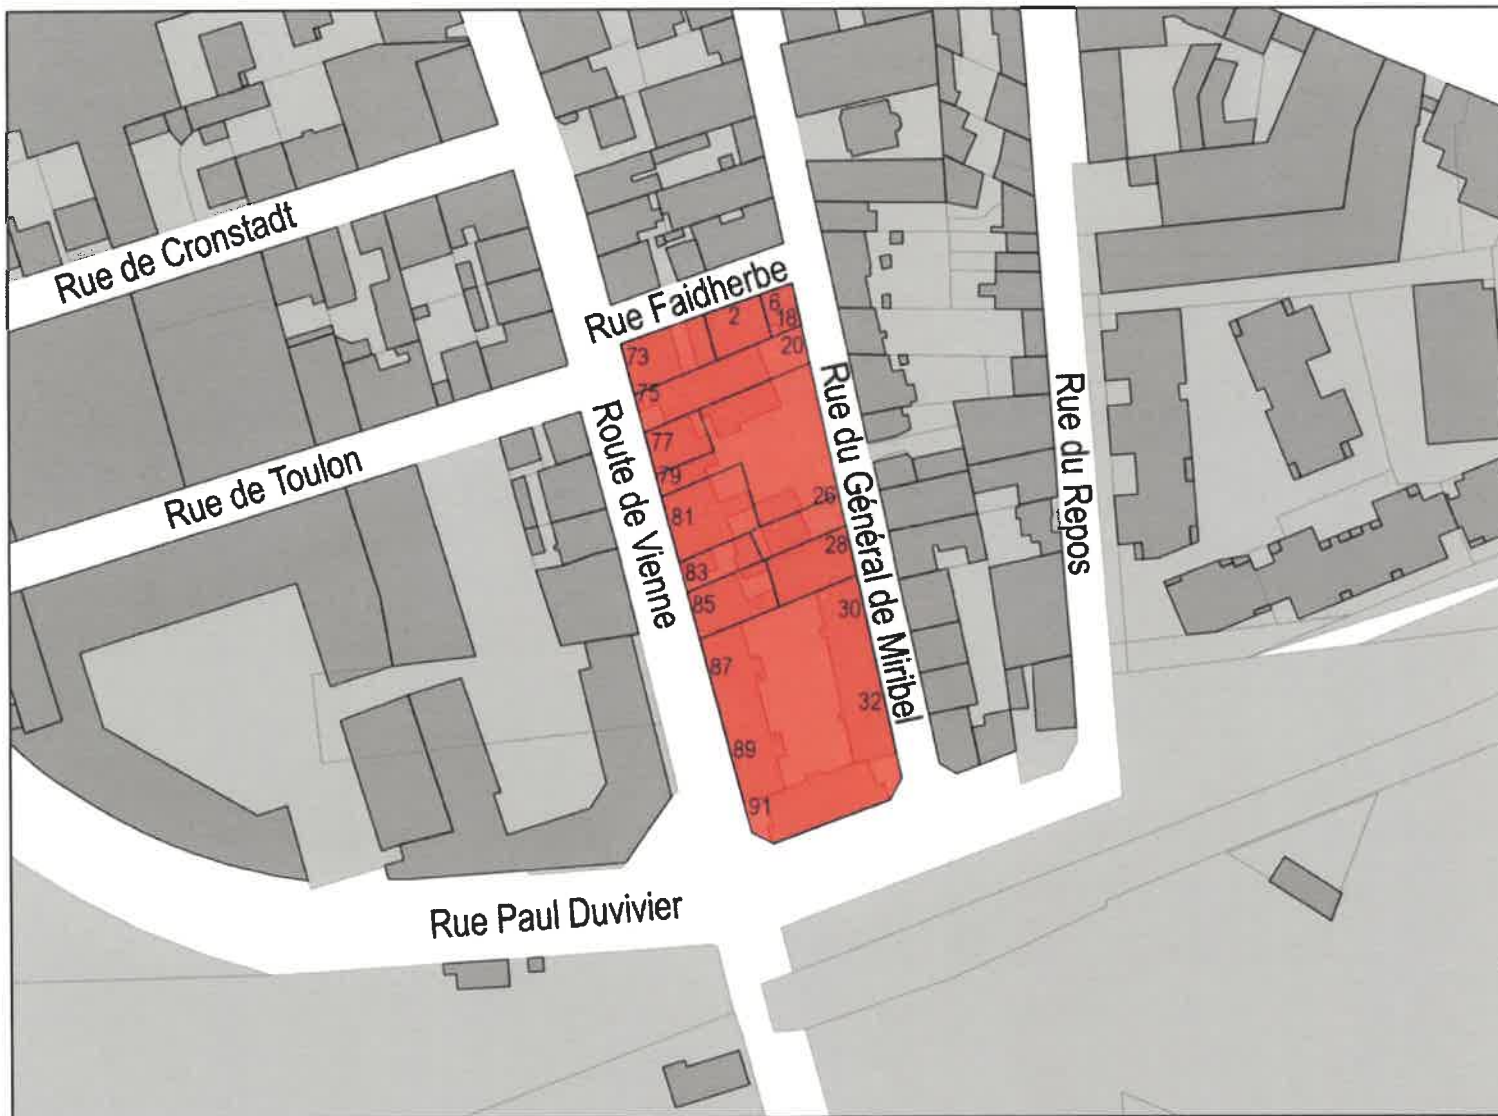 Rue de Cronstadt
Rue Faidherbe
6
2
18
73
20
75
Rue du Général de Miribel
Rue du Repos
Route de Vienne
77
Rue de Toulon
79
26
81
28
83
85
30
87
32
89
91
Rue Paul Duvivier